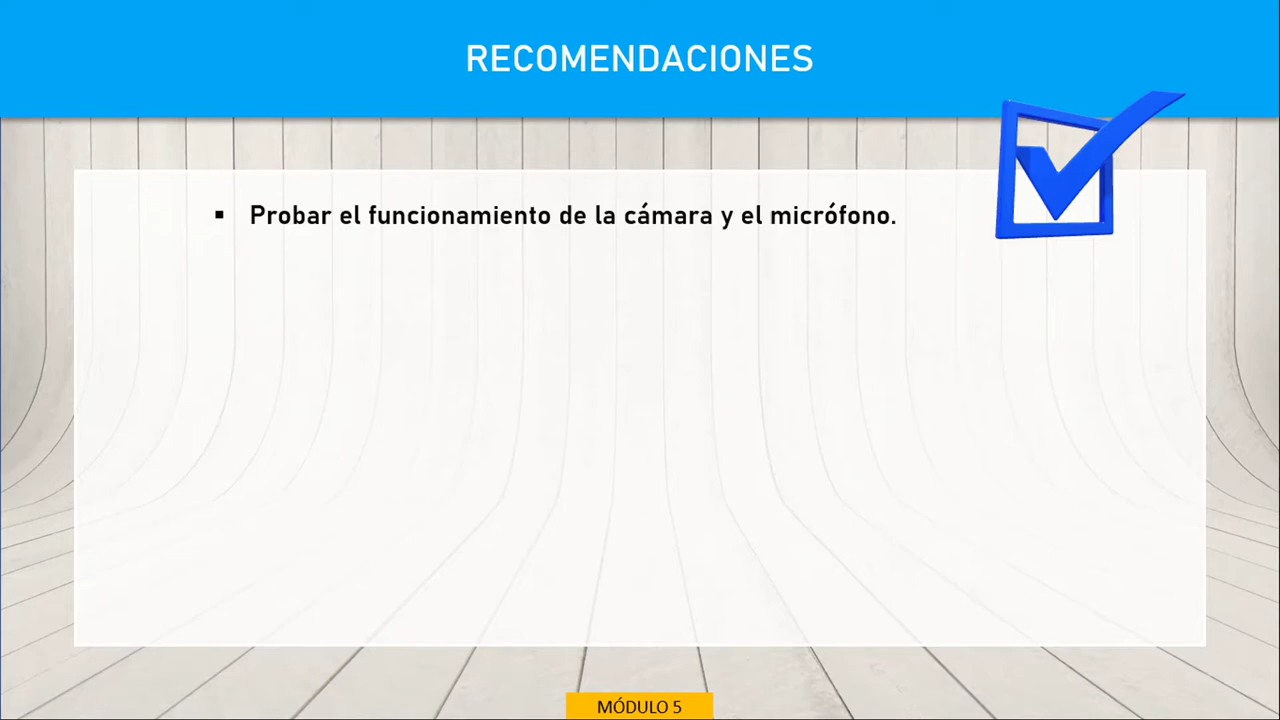 RECOMENDACIONES
▪ Probar el funcionamiento de la cámara y el micrófono.
MÓDULO 5